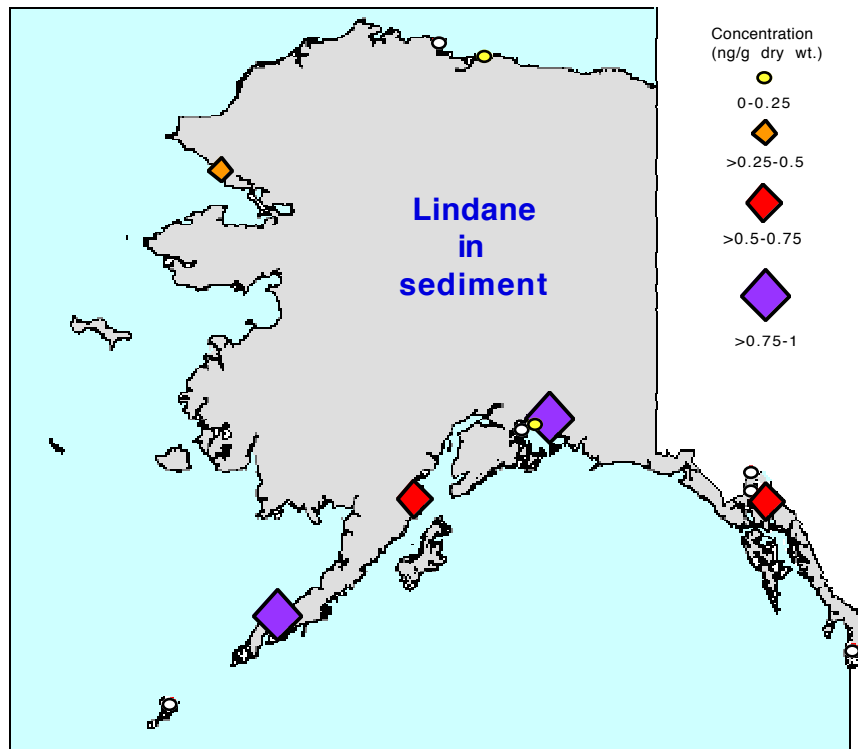 Concentration
(ng/g dry wt.)
0-0.25
>0.25-0.5
>0.5-0.75
>0.75-1
Lindane
in
sediment